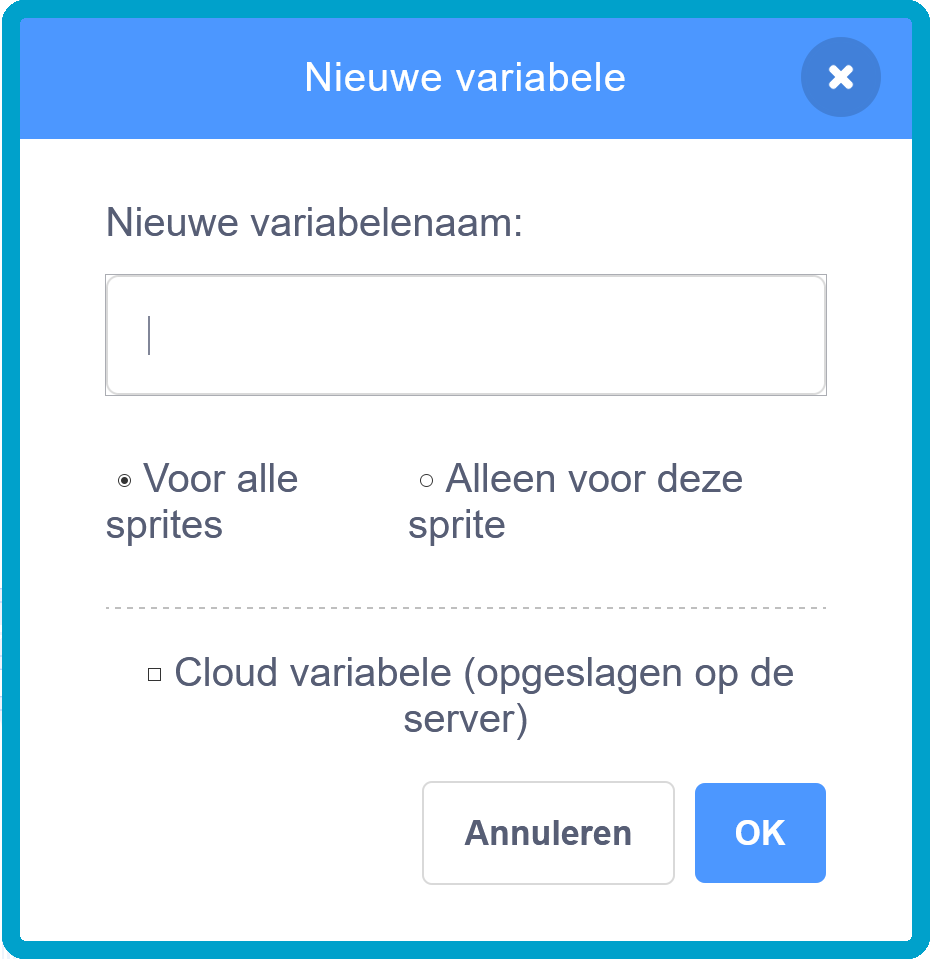 Nieuwe variabele
Nieuwe variabelenaam:
Voor alle
sprites
Alleen voor deze
sprite
Cloud variabele (opgeslagen op de
server)
Annuleren
OK